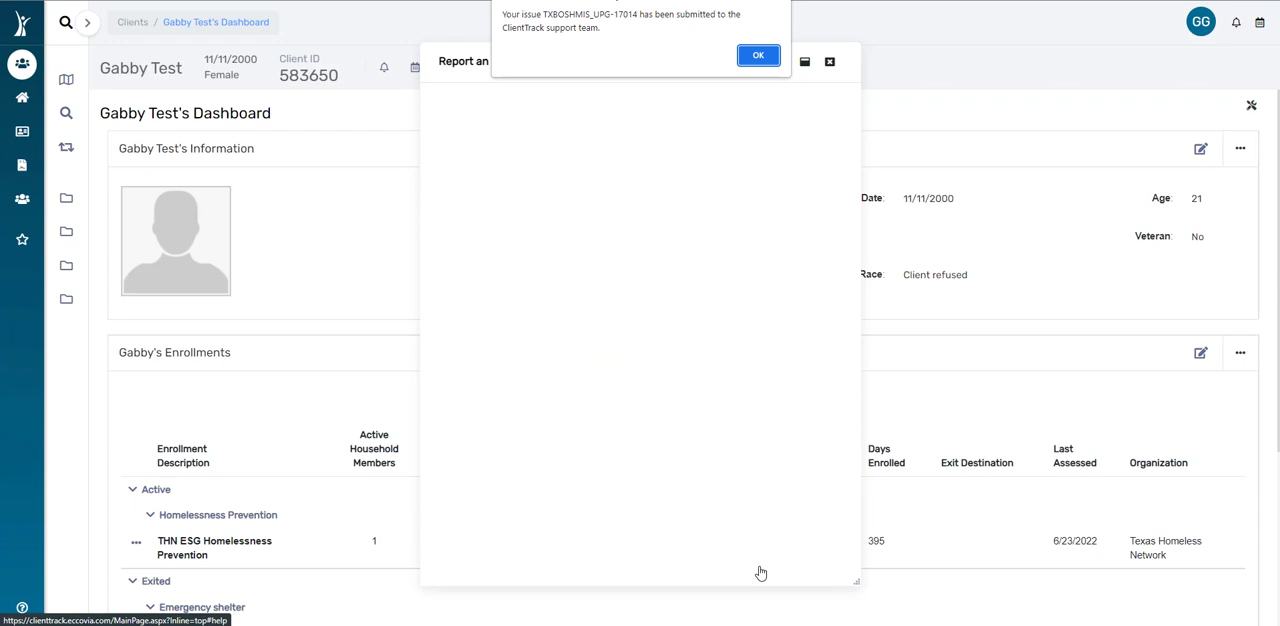 Your issue TXBOSHMIS_UPG-17014 has been submitted to the
ClientTrack support team.
OK
Clients / Gabby Test's Dashboard
GG
Gabby Test
11/11/2000
Female
Client ID
583650
Report an
Gabby Test's Dashboard
Gabby Test's Information
Date: 11/11/2000
Age: 21
Veteran: No
Race: Client refused
Gabby's Enrollments
Enrollment
Description
Active
Household
Members
Days
Enrolled
Exit Destination
Last
Assessed
Organization
Active
Homelessness Prevention
THN ESG Homelessness
Prevention
1
395
6/23/2022
Texas Homeless
Network
Exited
Emergency shelter
https://clienttrack.eccovia.com/MainPage.aspx?Inline=top#help